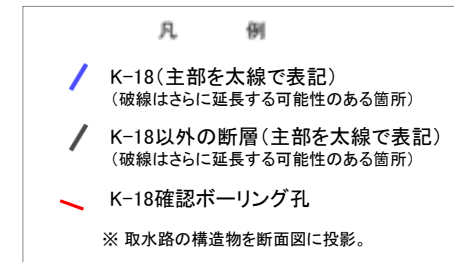 凡　例
K-18(主部を太線で表記)
(破線はさらに延長する可能性のある箇所)
K-18以外の断層(主部を太線で表記)
(破線はさらに延長する可能性のある箇所)
K-18確認ボーリング孔
※ 取水路の構造物を断面図に投影。